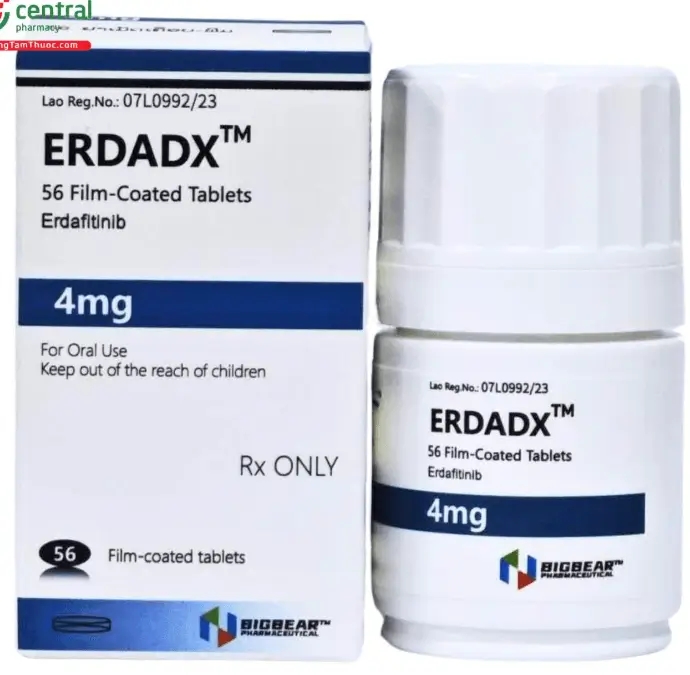 central
pharmacy
ngTamThuoc.com
Lao Reg.No.: 07L0992/23
ERDADX™
56 Film-Coated Tablets
Erdafitinib
4mg
For Oral Use
Keep out of the reach of children
Rx ONLY
56 Film-coated tablets
BIGBEAR™
PHARMACEUTICAL
Lao Reg.No.: 07L0992/23
ERDADX™
56 Film-Coated Tablets
Erdafitinib
4mg
BIGBEAR™
PHARMACEUTICAL